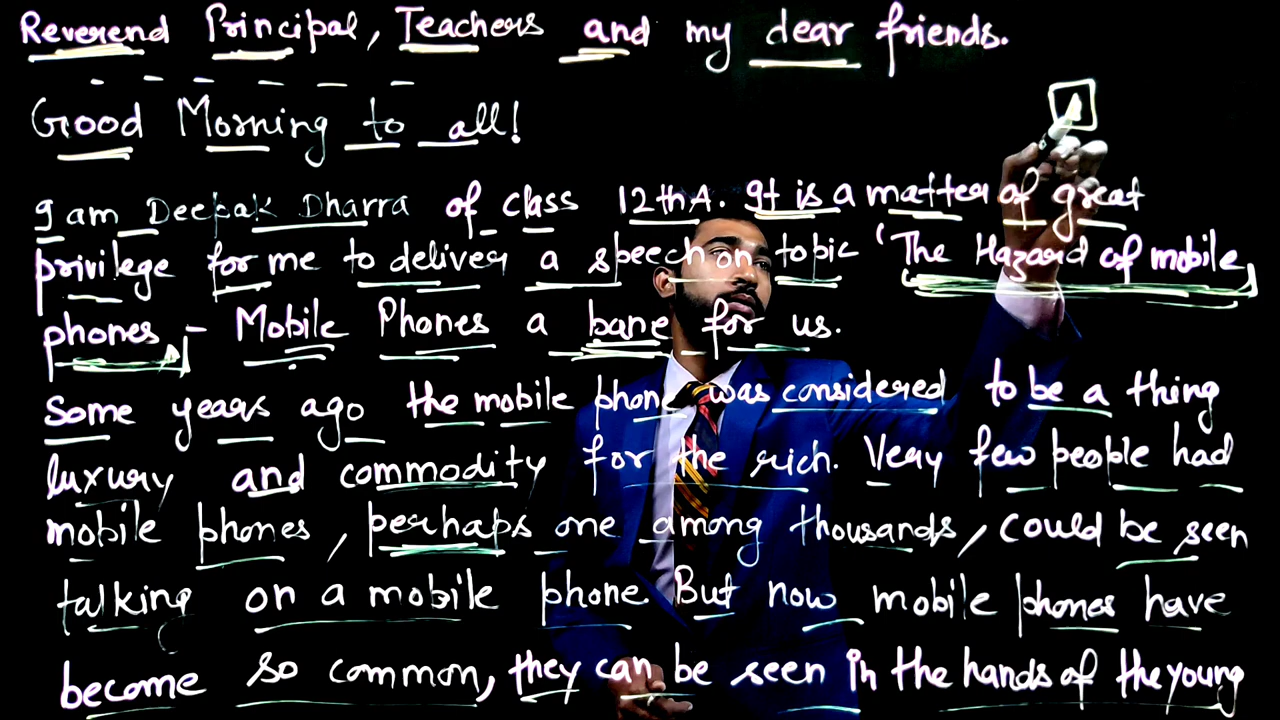 Reverend Principal, Teachers and my dear friends.
Good Morning to all!
I am Deepak Dharra of class 12th A. It is a matter of great
privilege for me to deliver a speech on topic 'The Hazard of mobile
phones - Mobile Phones a bane for us.
Some years ago the mobile phone was considered to be a thing
luxury and commodity for the rich. Very few people had
mobile phones, perhaps one among thousands, could be seen
talking on a mobile phone But now mobile phones have
become so common, they can be seen in the hands of the young